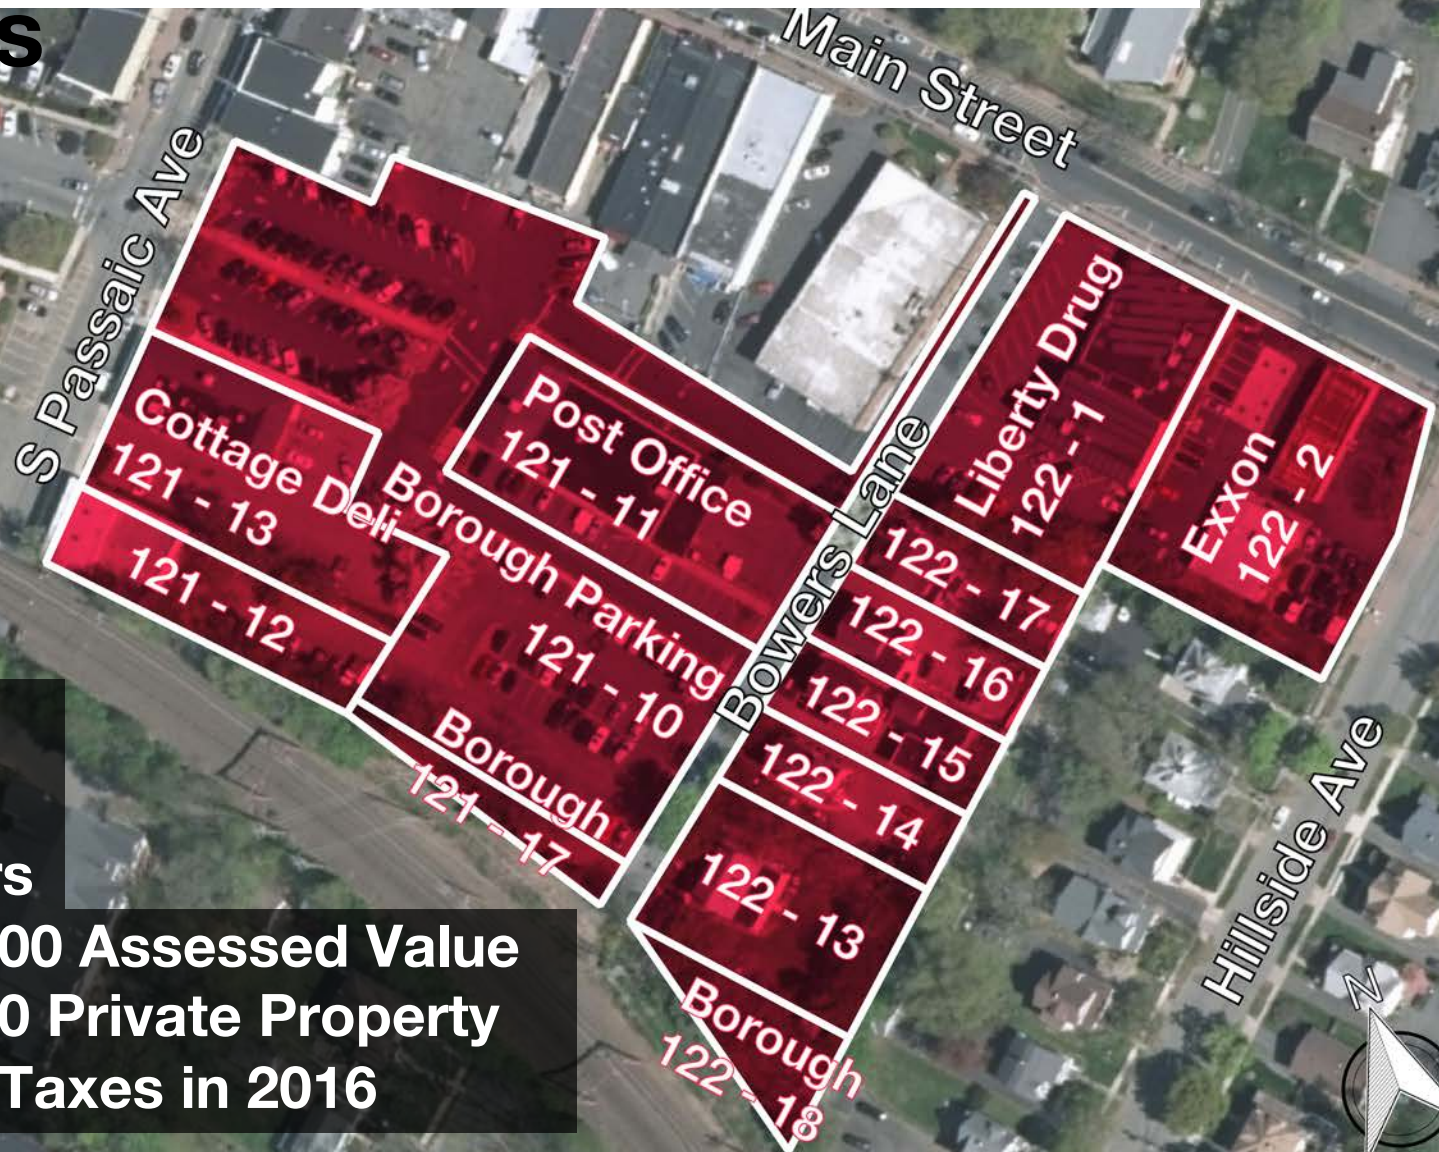 s
Main Street
S Passaic Ave
Liberty Drug
122 - 1
Exxon
122 - 2
Post Office
121 - 11
Cottage Deli
121 - 13
121 - 12
Borough Parking
121 - 10
Borough
121 - 17
Bowers Lane
122 - 17
122 - 16
122 - 15
122 - 14
122 - 13
Borough
122 - 18
Hillside Ave
N
rs
00 Assessed Value
0 Private Property
Taxes in 2016